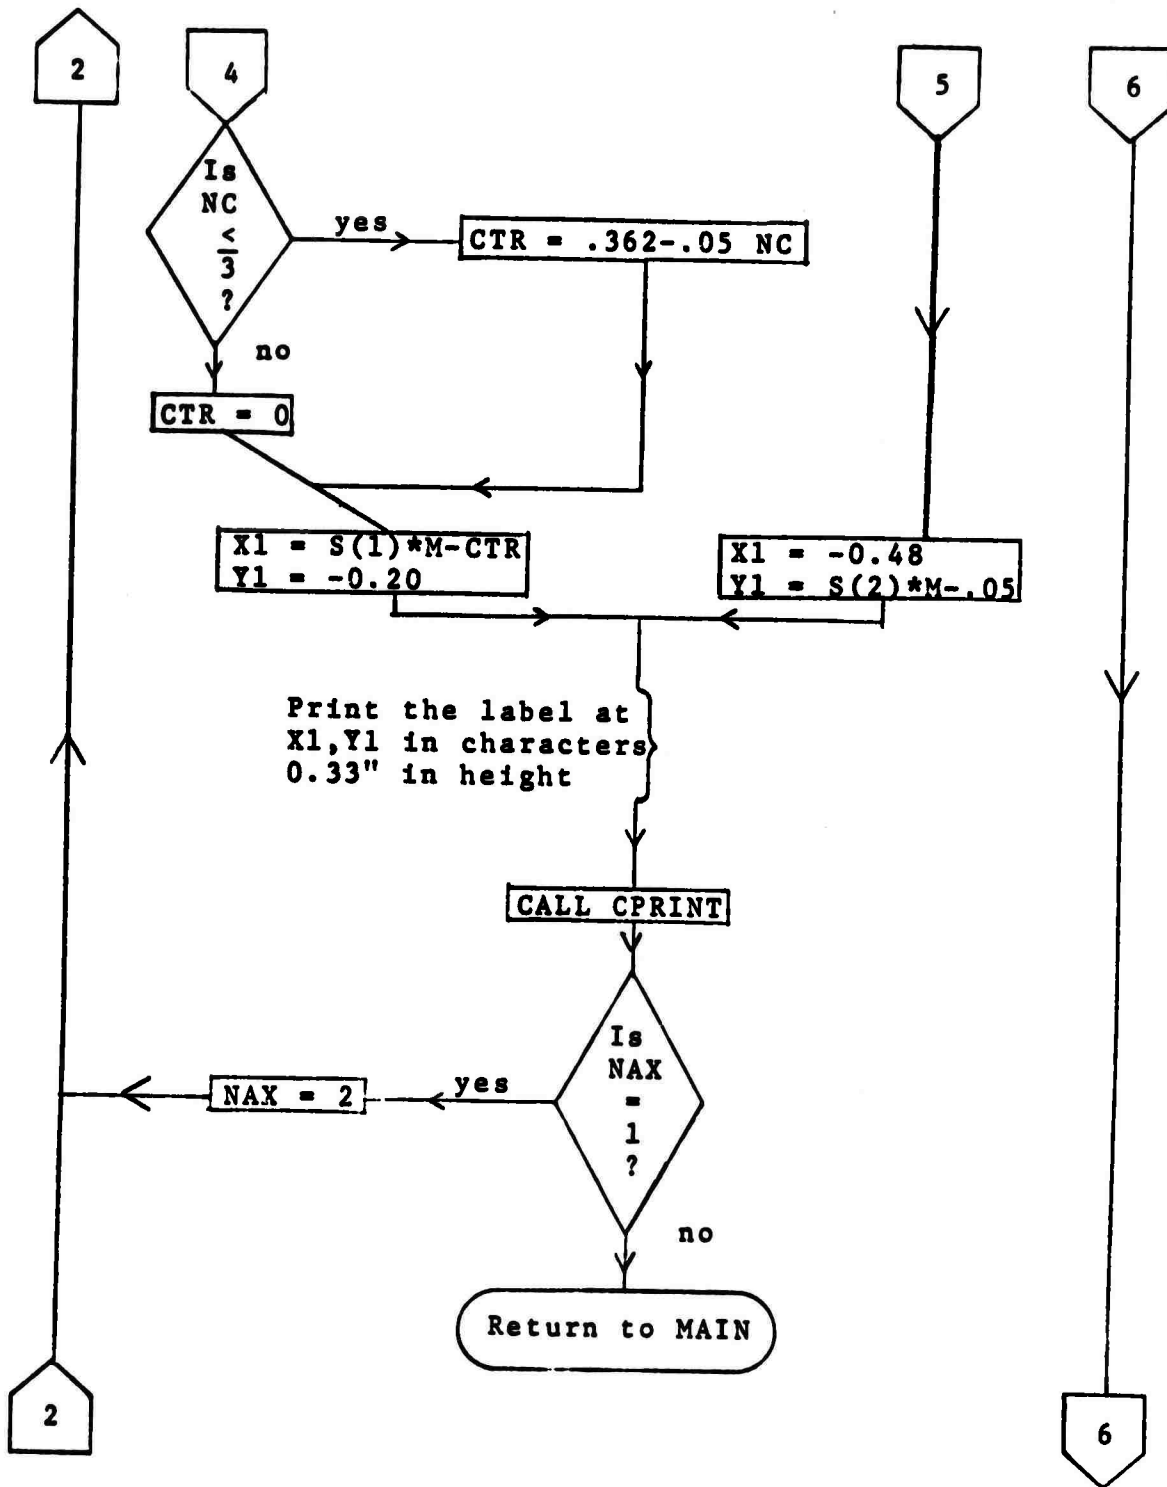 2
4
5
6
Is
NC
≤
3
?
yes
CTR = .362-.05 NC
no
CTR = 0
X1 = S(1)*M-CTR
Y1 = -0.20
X1 = -0.48
Y1 = S(2)*M-.05
Print the label at
X1,Y1 in characters
0.33" in height
CALL CPRINT
Is
NAX
=
1
?
yes
NAX = 2
no
Return to MAIN
2
6